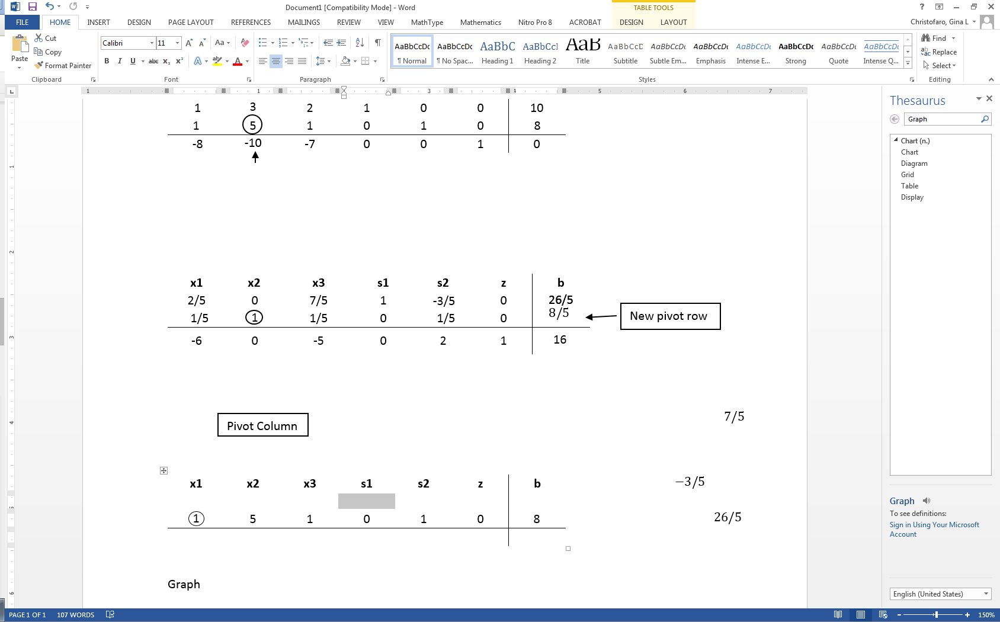 Document1 [Compatibility Mode] - Word
TABLE TOOLS
FILE HOME INSERT DESIGN PAGE LAYOUT REFERENCES MAILINGS REVIEW VIEW MathType Mathematics Nitro Pro 8 ACROBAT DESIGN LAYOUT
Christofaro, Gina L
Paste
Cut
Copy
Format Painter
Clipboard
Calibri 11
Font
Paragraph
AaBbCcDc AaBbCcDc AaBbC AaBbCcI AaB AaBbCcD AaBbCcDc AaBbCcDc AaBbCcDc AaBbCcDc AaBbCcDc AaBbCcDc
¶ Normal ¶ No Spac... Heading 1 Heading 2 Title Subtitle Subtle Em... Emphasis Intense E... Strong Quote Intense Q...
Styles
Find
Replace
Select
Editing
1 1 3 4 5 6 7
1 3 2 1 0 0 10
1 5 1 0 1 0 8
-8 -10 -7 0 0 1 0
x1 x2 x3 s1 s2 z b
2/5 0 7/5 1 -3/5 0 26/5
1/5 1 1/5 0 1/5 0 8/5
New pivot row
-6 0 -5 0 2 1 16
7/5
Pivot Column
x1 x2 x3 s1 s2 z b
−3/5
1 5 1 0 1 0 8
26/5
Graph
Thesaurus
Graph
Chart (n.)
Chart
Diagram
Grid
Table
Display
Graph
To see definitions:
Sign in Using Your Microsoft
Account
English (United States)
PAGE 1 OF 1 107 WORDS
150%